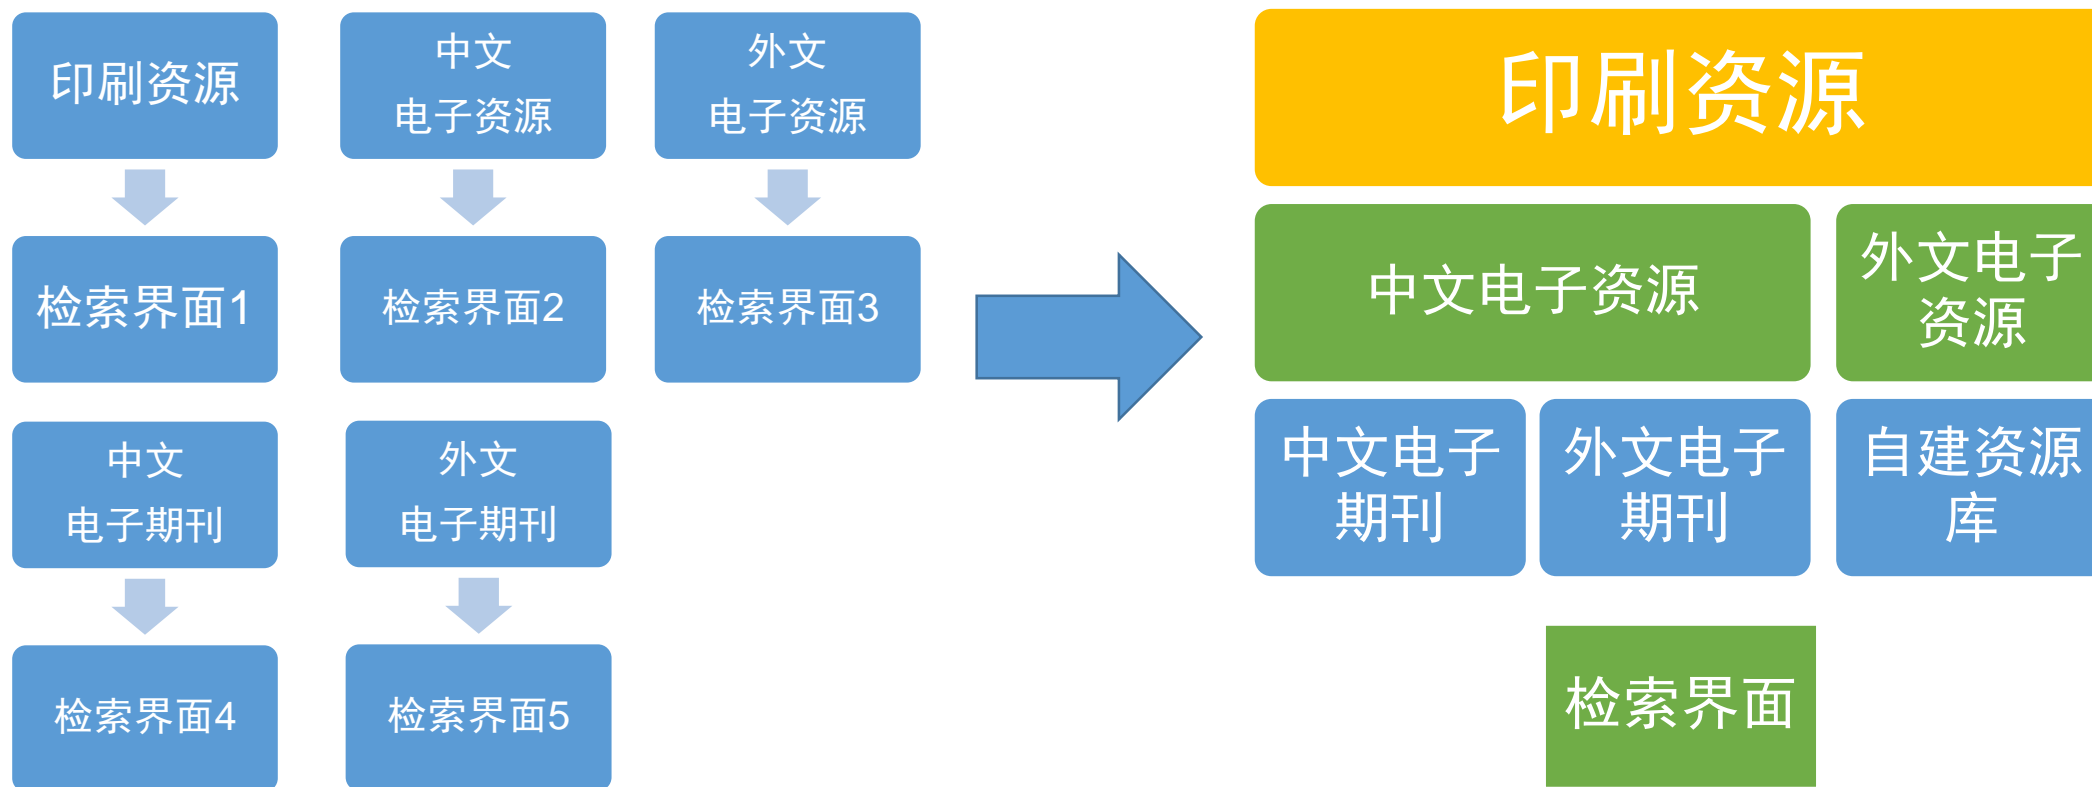 印刷资源
中文
电子资源
外文
电子资源
检索界面1
检索界面2
检索界面3
中文
电子期刊
外文
电子期刊
检索界面4
检索界面5
印刷资源
中文电子资源
外文电子
资源
中文电子
期刊
外文电子
期刊
自建资源
库
检索界面